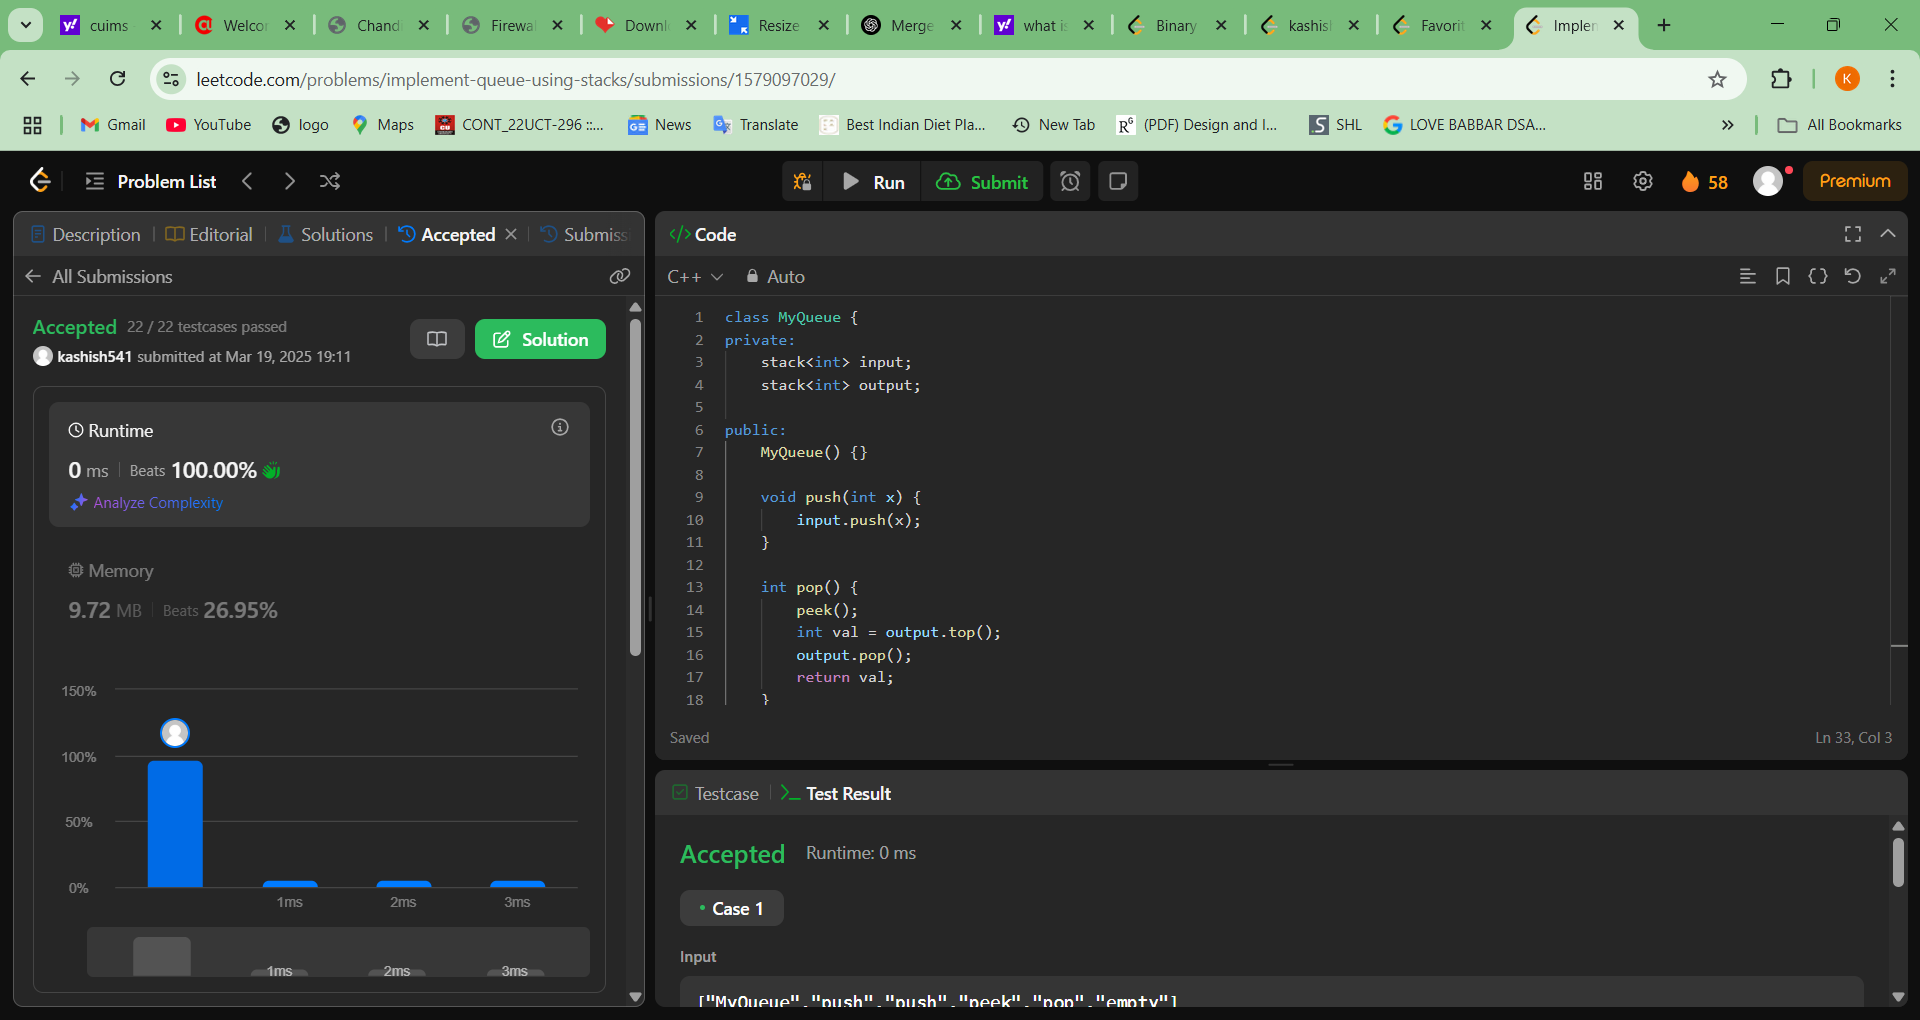 cuims
Welcor
Chand
Firewal
Downl
Resize
Merge
what is
Binary
kashish
Favorit
Implen
leetcode.com/problems/implement-queue-using-stacks/submissions/1579097029/
K
Gmail
YouTube
logo
Maps
CONT_22UCT-296 ::...
News
Translate
Best Indian Diet Pla...
New Tab
(PDF) Design and I...
SHL
LOVE BABBAR DSA...
All Bookmarks
Problem List
Run
Submit
58
Premium
Description
Editorial
Solutions
Accepted
Submiss
</> Code
All Submissions
C++
Auto
Accepted 22 / 22 testcases passed
kashish541 submitted at Mar 19, 2025 19:11
Solution
Runtime
0 ms Beats 100.00%
Analyze Complexity
Memory
9.72 MB Beats 26.95%
150%
100%
50%
0%
1ms 2ms 3ms
1ms 2ms 3ms
1 class MyQueue {
2 private:
3 stack<int> input;
4 stack<int> output;
5
6 public:
7 MyQueue() {}
8
9 void push(int x) {
10 input.push(x);
11 }
12
13 int pop() {
14 peek();
15 int val = output.top();
16 output.pop();
17 return val;
18 }
Saved
Ln 33, Col 3
Testcase
Test Result
Accepted Runtime: 0 ms
Case 1
Input
["MyQueue","push","push","peek","pop","empty"]